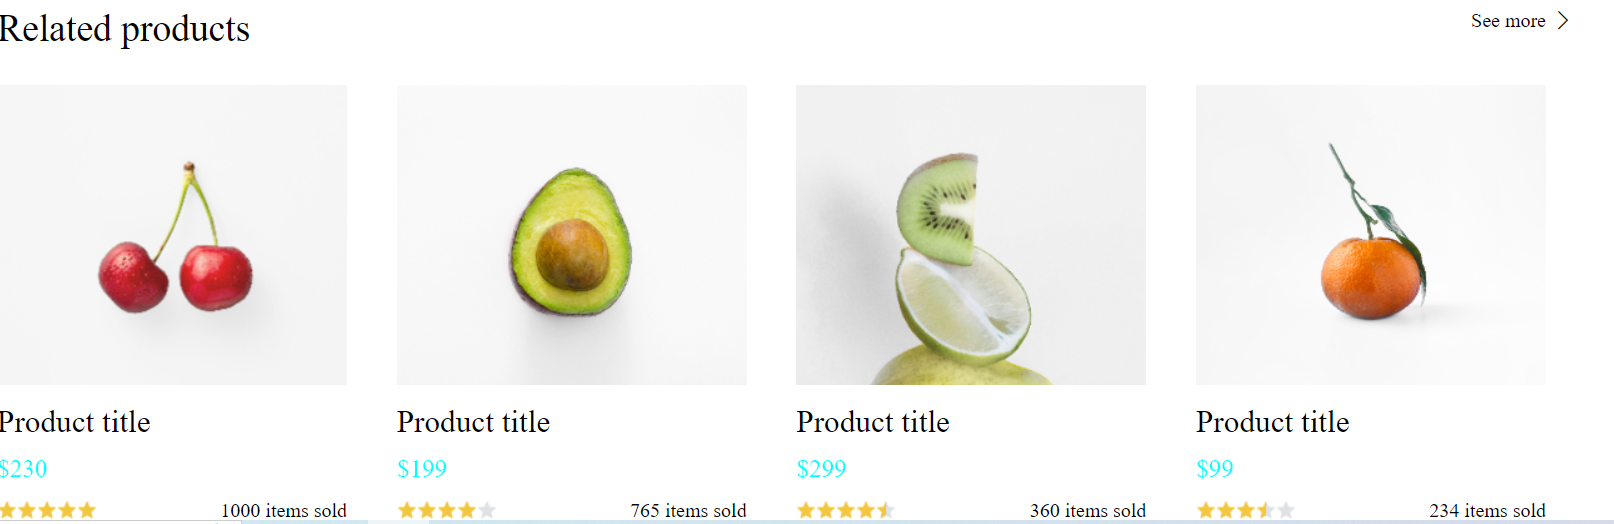 Related products
See more
Product title
Product title
Product title
Product title
$230
$199
$299
$99
1000 items sold
765 items sold
360 items sold
234 items sold